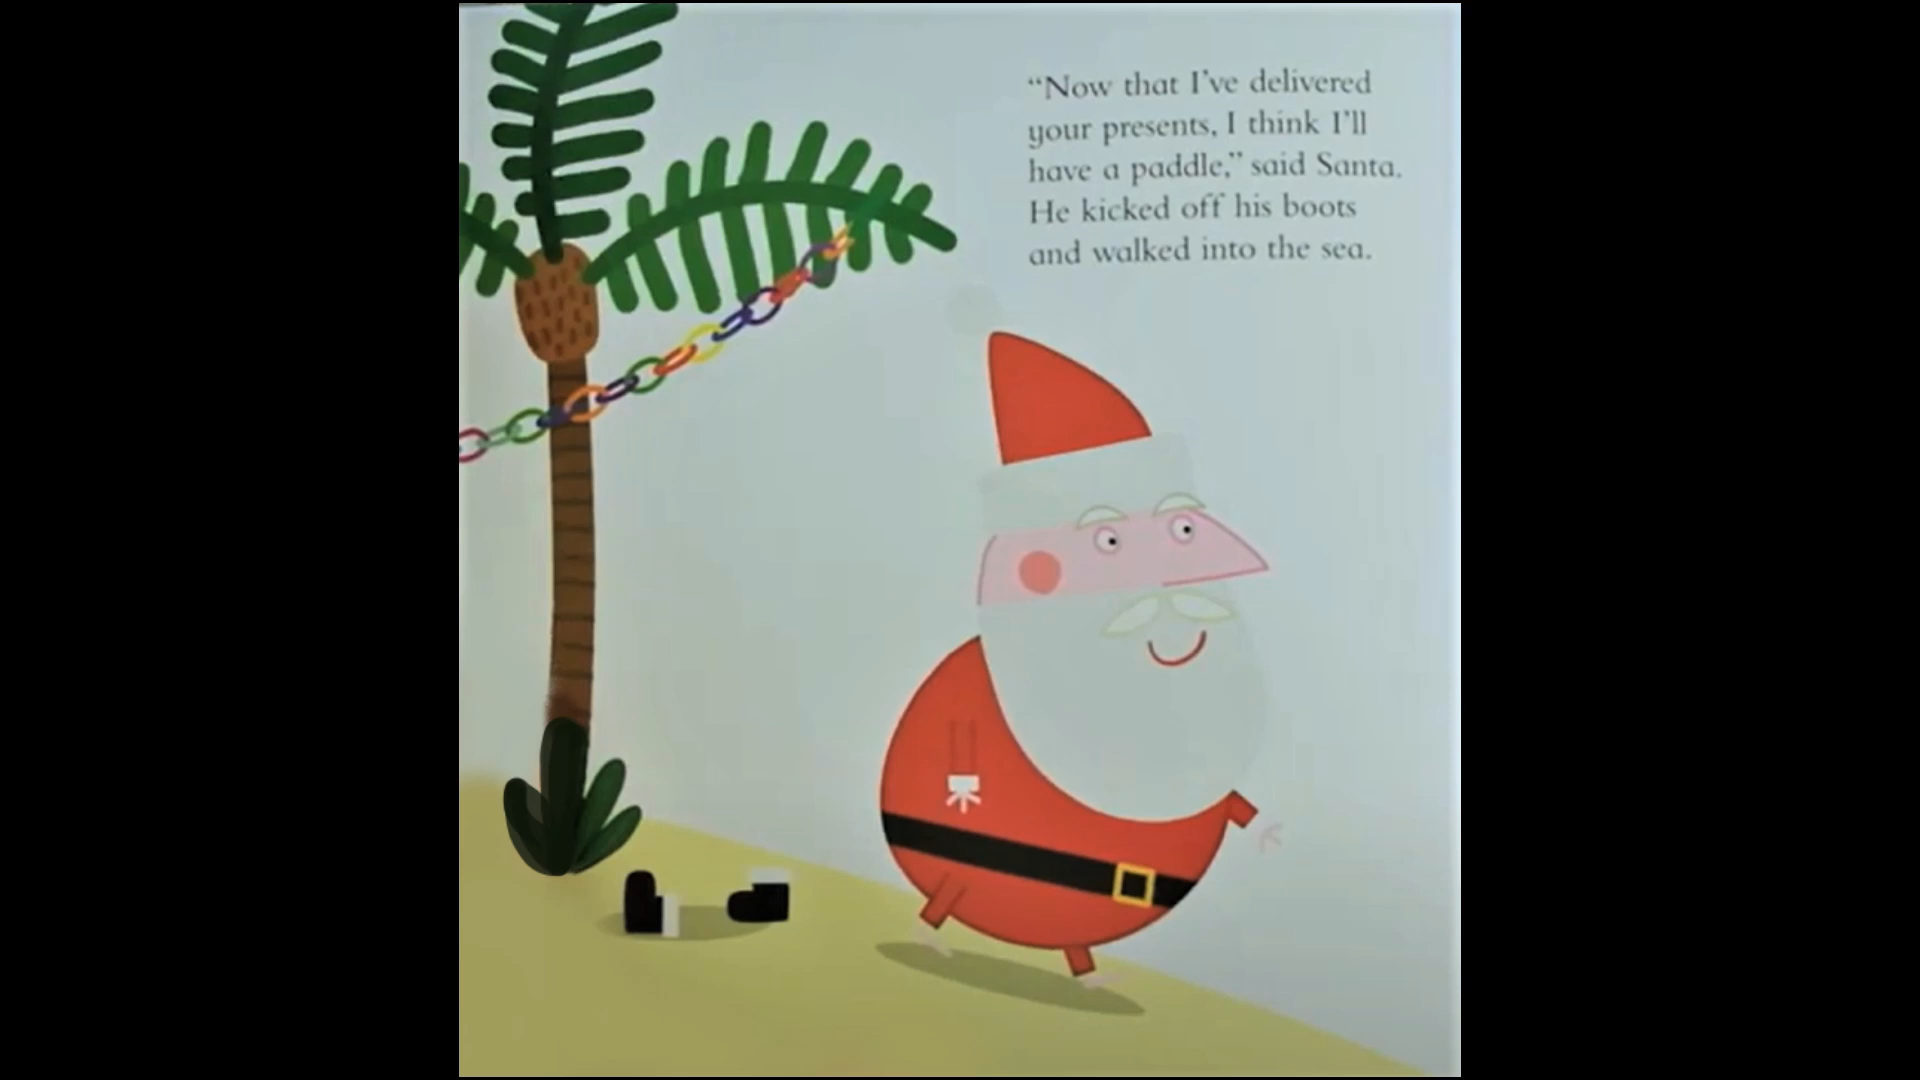 “Now that I’ve delivered
your presents, I think I’ll
have a paddle,” said Santa.
He kicked off his boots
and walked into the sea.